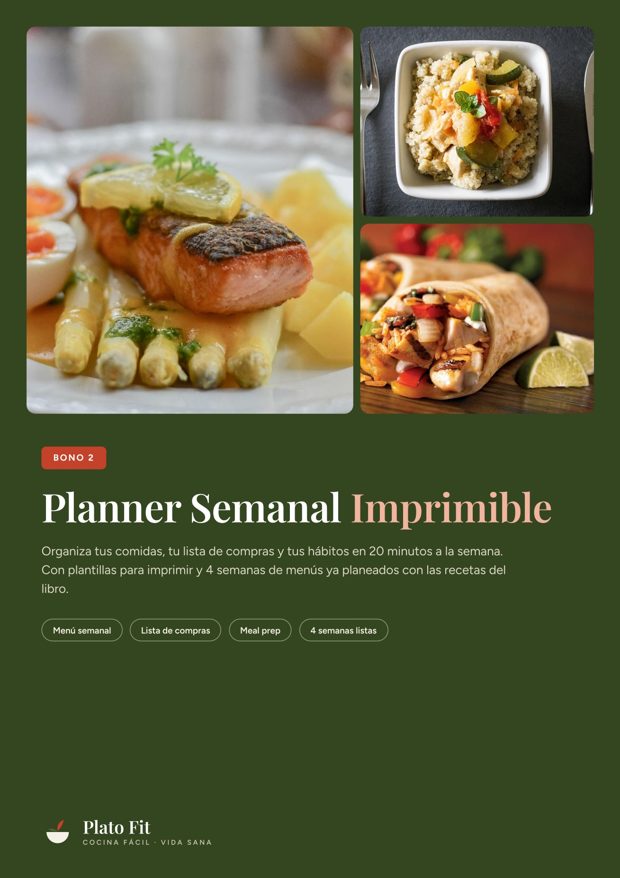 BONO 2
Planner Semanal Imprimible
Organiza tus comidas, tu lista de compras y tus hábitos en 20 minutos a la semana.
Con plantillas para imprimir y 4 semanas de menús ya planeados con las recetas del
libro.
Menú semanal
Lista de compras
Meal prep
4 semanas listas
Plato Fit
COCINA FÁCIL · VIDA SANA